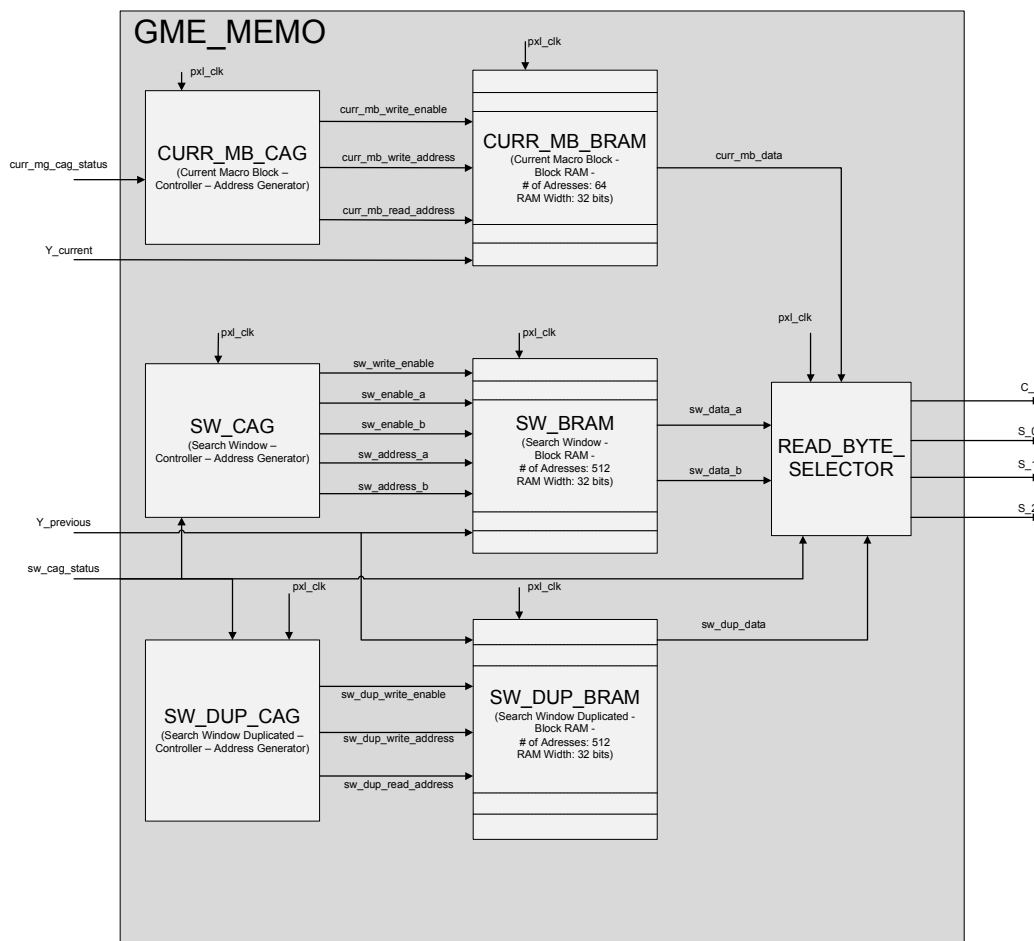 GME_MEMO
pxl_clk
pxl_clk
curr_mb_write_enable
CURR_MB_CAG
(Current Macro Block –
Controller – Address Generator)
curr_mg_cag_status
curr_mb_write_address
curr_mb_read_address
CURR_MB_BRAM
(Current Macro Block -
Block RAM -
# of Adresses: 64
RAM Width: 32 bits)
curr_mb_data
Y_current
pxl_clk
pxl_clk
pxl_clk
sw_write_enable
sw_enable_a
sw_enable_b
sw_address_a
sw_address_b
SW_CAG
(Search Window –
Controller – Address Generator)
SW_BRAM
(Search Window -
Block RAM -
# of Adresses: 512
RAM Width: 32 bits)
sw_data_a
sw_data_b
READ_BYTE_
SELECTOR
C_
S_0
S_1
S_2
Y_previous
sw_cag_status
pxl_clk
pxl_clk
sw_dup_data
SW_DUP_CAG
(Search Window Duplicated –
Controller – Address Generator)
sw_dup_write_enable
sw_dup_write_address
sw_dup_read_address
SW_DUP_BRAM
(Search Window Duplicated -
Block RAM -
# of Adresses: 512
RAM Width: 32 bits)